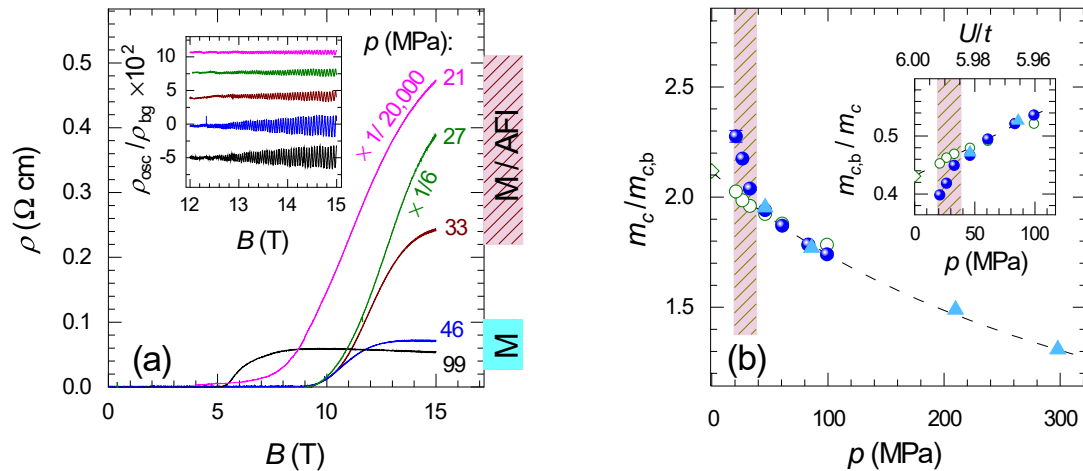 p (MPa):
ρosc/ρbg ×10²
10
5
0
-5
12
13
14
15
B (T)
× 1/ 20,000
× 1/6
21
27
33
46
99
M / AFI
M
ρ (Ω cm)
0.5
0.4
0.3
0.2
0.1
0.0
(a)
0
5
10
15
B (T)
mc/mc,b
2.5
2.0
1.5
(b)
0
100
200
300
p (MPa)
U/t
6.00
5.98
5.96
mc,b/mc
0.5
0.4
0
50
100
p (MPa)